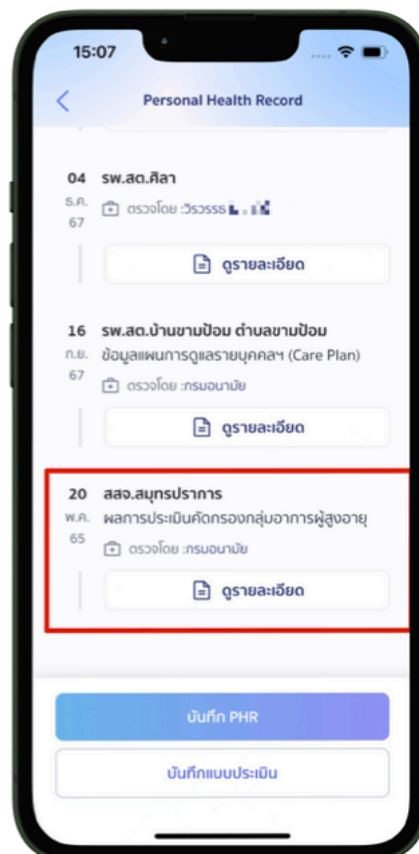 15:07
Personal Health Record
04 รพ.สต.ศิลา
ธ.ค. ตรวจโดย :วิรวรรธ
67
ดูรายละเอียด
16 รพ.สต.บ้านขามป้อม ตำบลขามป้อม
ก.ย. ข้อมูลแผนการดูแลรายบุคคลฯ (Care Plan)
67 ตรวจโดย :กรมอนามัย
ดูรายละเอียด
20 สสจ.สมุทรปราการ
พ.ค. ผลการประเมินคัดกรองกลุ่มอาการผู้สูงอายุ
65 ตรวจโดย :กรมอนามัย
ดูรายละเอียด
บันทึก PHR
บันทึกแบบประเมิน